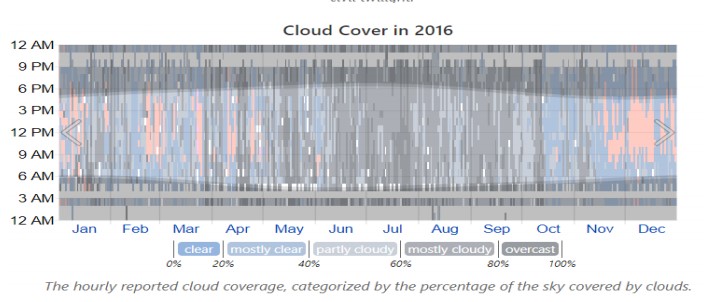 civil twilight.
Cloud Cover in 2016
12 AM
9 PM
6 PM
3 PM
12 PM
9 AM
6 AM
3 AM
12 AM
Jan Feb Mar Apr May Jun Jul Aug Sep Oct Nov Dec
clear mostly clear partly cloudy mostly cloudy overcast
0% 20% 40% 60% 80% 100%
The hourly reported cloud coverage, categorized by the percentage of the sky covered by clouds.